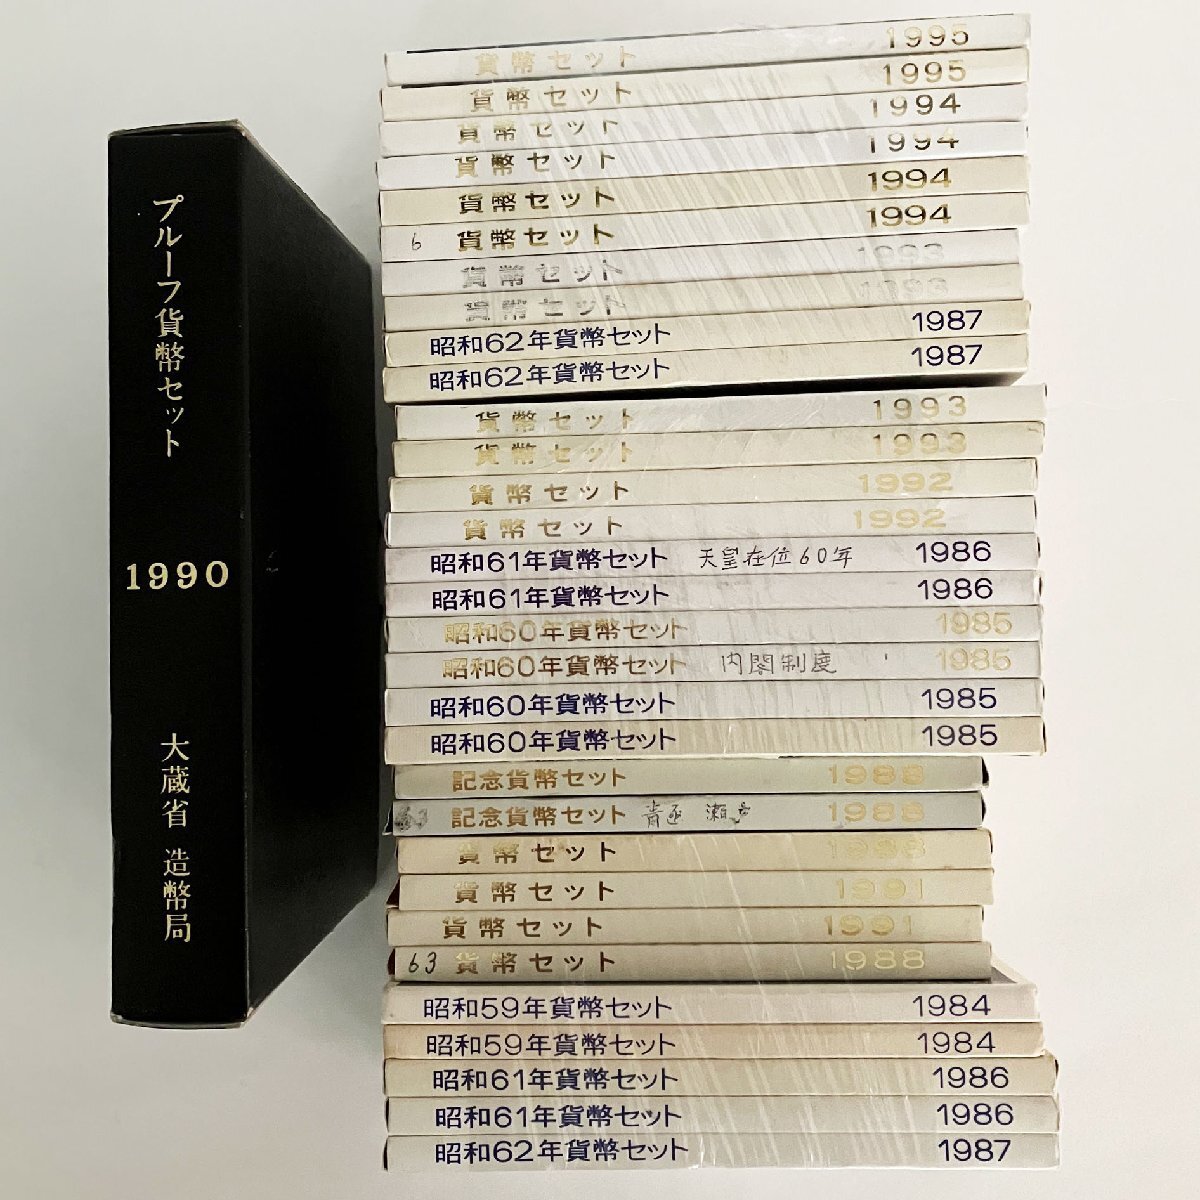 プルーフ貨幣セット
1990
大蔵省 造幣局
貨幣セット 1995
貨幣セット 1995
貨幣セット 1994
貨幣セット 1994
貨幣セット 1994
6 貨幣セット 1994
貨幣セット 1993
貨幣セット 1993
昭和62年貨幣セット 1987
昭和62年貨幣セット 1987
貨幣セット 1993
貨幣セット 1993
貨幣セット 1992
貨幣セット 1992
昭和61年貨幣セット 天皇在位60年 1986
昭和61年貨幣セット 1986
昭和60年貨幣セット 1985
昭和60年貨幣セット 内閣制度 1985
昭和60年貨幣セット 1985
昭和60年貨幣セット 1985
記念貨幣セット 1988
63 記念貨幣セット 青函 瀬戸 1988
貨幣セット 1988
貨幣セット 1991
貨幣セット 1991
63 貨幣セット 1988
昭和59年貨幣セット 1984
昭和59年貨幣セット 1984
昭和61年貨幣セット 1986
昭和61年貨幣セット 1986
昭和62年貨幣セット 1987